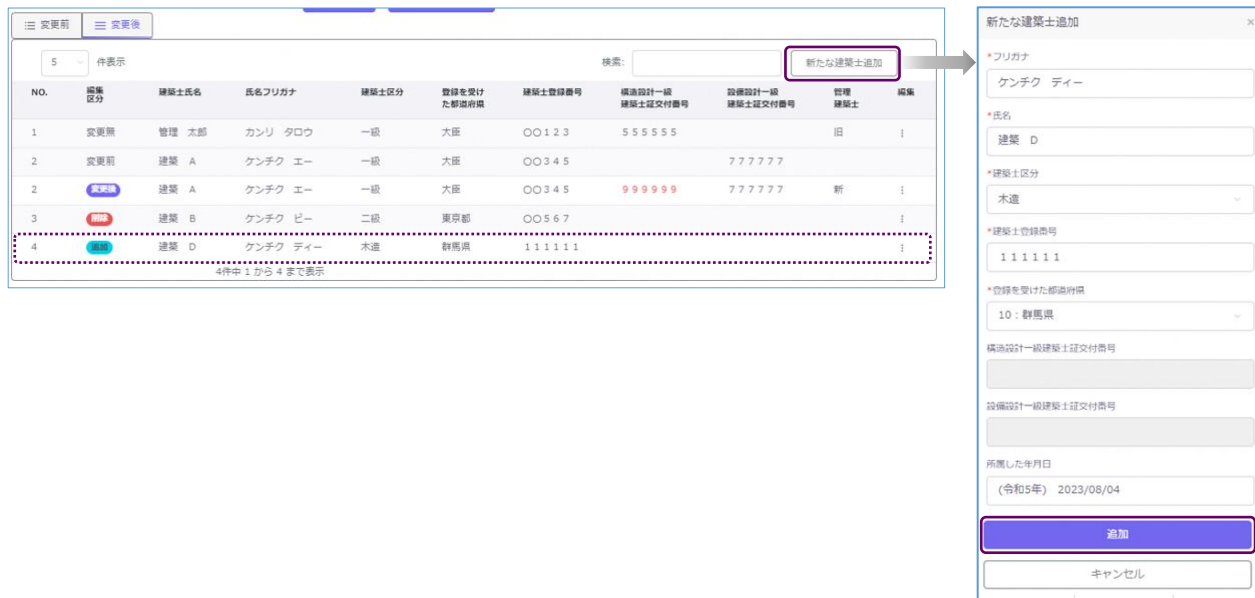 変更前 変更後
5 件表示 検索: 新たな建築士追加
NO. 編集区分 建築士氏名 氏名フリガナ 建築士区分 登録を受けた都道府県 建築士登録番号 構造設計一級建築士証交付番号 設備設計一級建築士証交付番号 管理建築士 編集
1 変更無 管理 太郎 カンリ タロウ 一級 大臣 〇〇123 555555 旧
2 変更前 建築 A ケンチク エー 一級 大臣 〇〇345 777777
2 変更後 建築 A ケンチク エー 一級 大臣 〇〇345 999999 777777 新
3 削除 建築 B ケンチク ビー 二級 東京都 〇〇567
4 追加 建築 D ケンチク ディー 木造 群馬県 111111
4件中 1 から 4 まで表示
新たな建築士追加 ×
*フリガナ
ケンチク ディー
*氏名
建築 D
*建築士区分
木造
*建築士登録番号
111111
*登録を受けた都道府県
10:群馬県
構造設計一級建築士証交付番号
設備設計一級建築士証交付番号
所属した年月日
(令和5年) 2023/08/04
追加
キャンセル